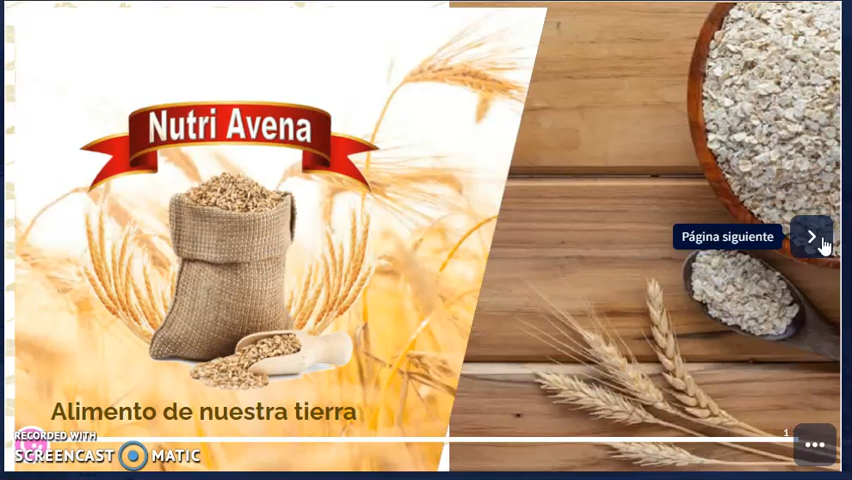 Nutri Avena
Página siguiente
Alimento de nuestra tierra
1
RECORDED WITH
SCREENCAST MATIC